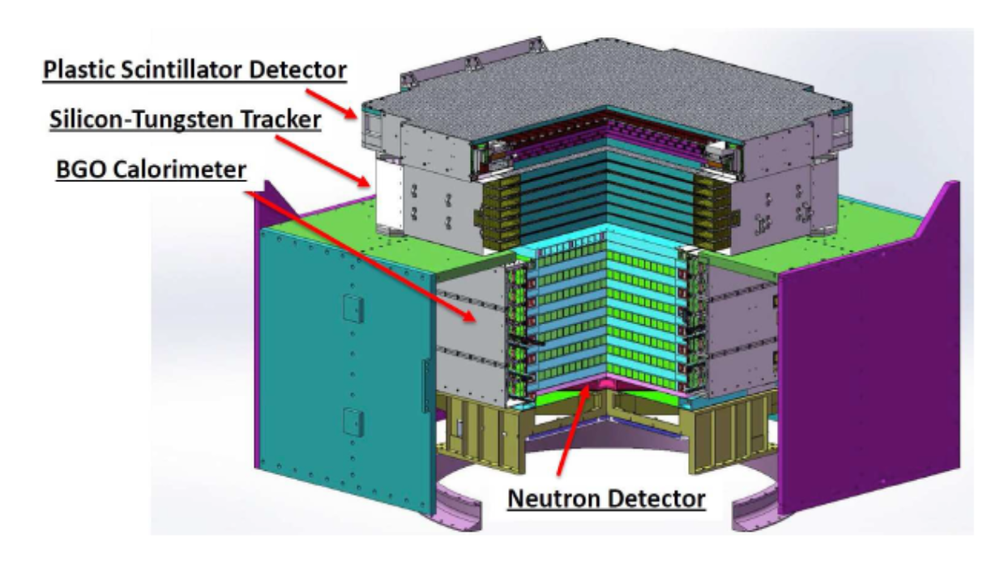 Plastic Scintillator Detector
Silicon-Tungsten Tracker
BGO Calorimeter
Neutron Detector